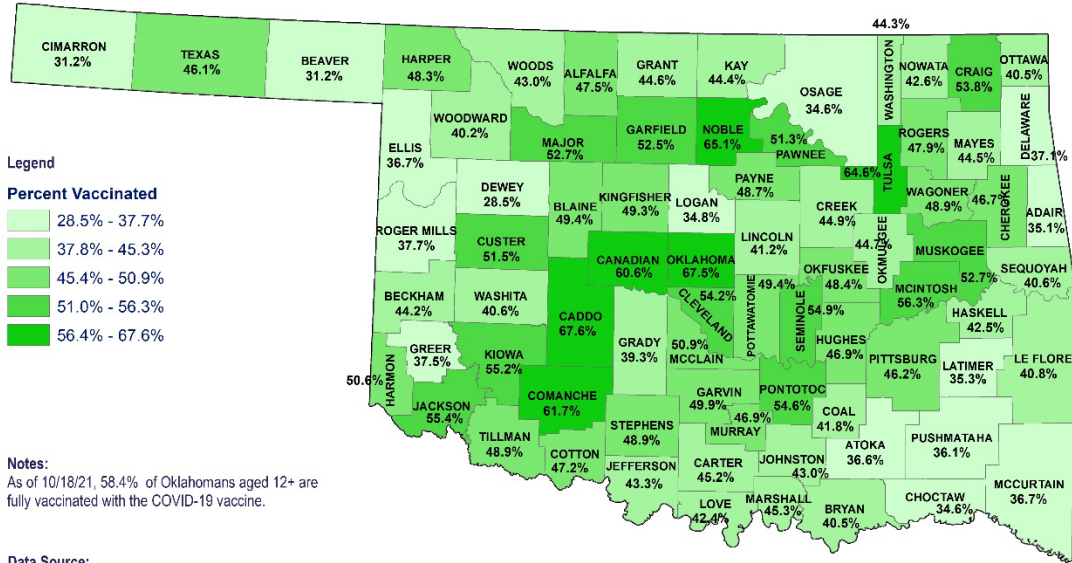 44.3%
CIMARRON
31.2%
TEXAS
46.1%
BEAVER
31.2%
HARPER
48.3%
WOODS
43.0%
ALFALFA
47.5%
GRANT
44.6%
KAY
44.4%
OSAGE
34.6%
WASHINGTON
NOWATA
42.6%
CRAIG
53.8%
OTTAWA
40.5%
WOODWARD
40.2%
ELLIS
36.7%
MAJOR
52.7%
GARFIELD
52.5%
NOBLE
65.1%
51.3%
PAWNEE
64.6%
TULSA
ROGERS
47.9%
MAYES
44.5%
DELAWARE
37.1%
Legend
Percent Vaccinated
28.5% - 37.7%
37.8% - 45.3%
45.4% - 50.9%
51.0% - 56.3%
56.4% - 67.6%
DEWEY
28.5%
BLAINE
49.4%
KINGFISHER
49.3%
LOGAN
34.8%
PAYNE
48.7%
CREEK
44.9%
WAGONER
48.9%
46.7%
CHEROKEE
ADAIR
35.1%
ROGER MILLS
37.7%
CUSTER
51.5%
CANADIAN
60.6%
OKLAHOMA
67.5%
LINCOLN
41.2%
44.7%
OKMULGEE
MUSKOGEE
52.7%
SEQUOYAH
40.6%
BECKHAM
44.2%
WASHITA
40.6%
CADDO
67.6%
GRADY
39.3%
54.2%
CLEVELAND
49.4%
POTTAWATOMIE
SEMINOLE
54.9%
OKFUSKEE
48.4%
MCINTOSH
56.3%
HASKELL
42.5%
GREER
37.5%
KIOWA
55.2%
50.9%
MCCLAIN
HUGHES
46.9%
PITTSBURG
46.2%
LATIMER
35.3%
LE FLORE
40.8%
50.6%
HARMON
JACKSON
55.4%
COMANCHE
61.7%
GARVIN
49.9%
PONTOTOC
54.6%
COAL
41.8%
TILLMAN
48.9%
COTTON
47.2%
STEPHENS
48.9%
46.9%
MURRAY
ATOKA
36.6%
PUSHMATAHA
36.1%
MCCURTAIN
36.7%
JEFFERSON
43.3%
CARTER
45.2%
JOHNSTON
43.0%
LOVE
42.4%
MARSHALL
45.3%
BRYAN
40.5%
CHOCTAW
34.6%
Notes:
As of 10/18/21, 58.4% of Oklahomans aged 12+ are
fully vaccinated with the COVID-19 vaccine.
Data Source: